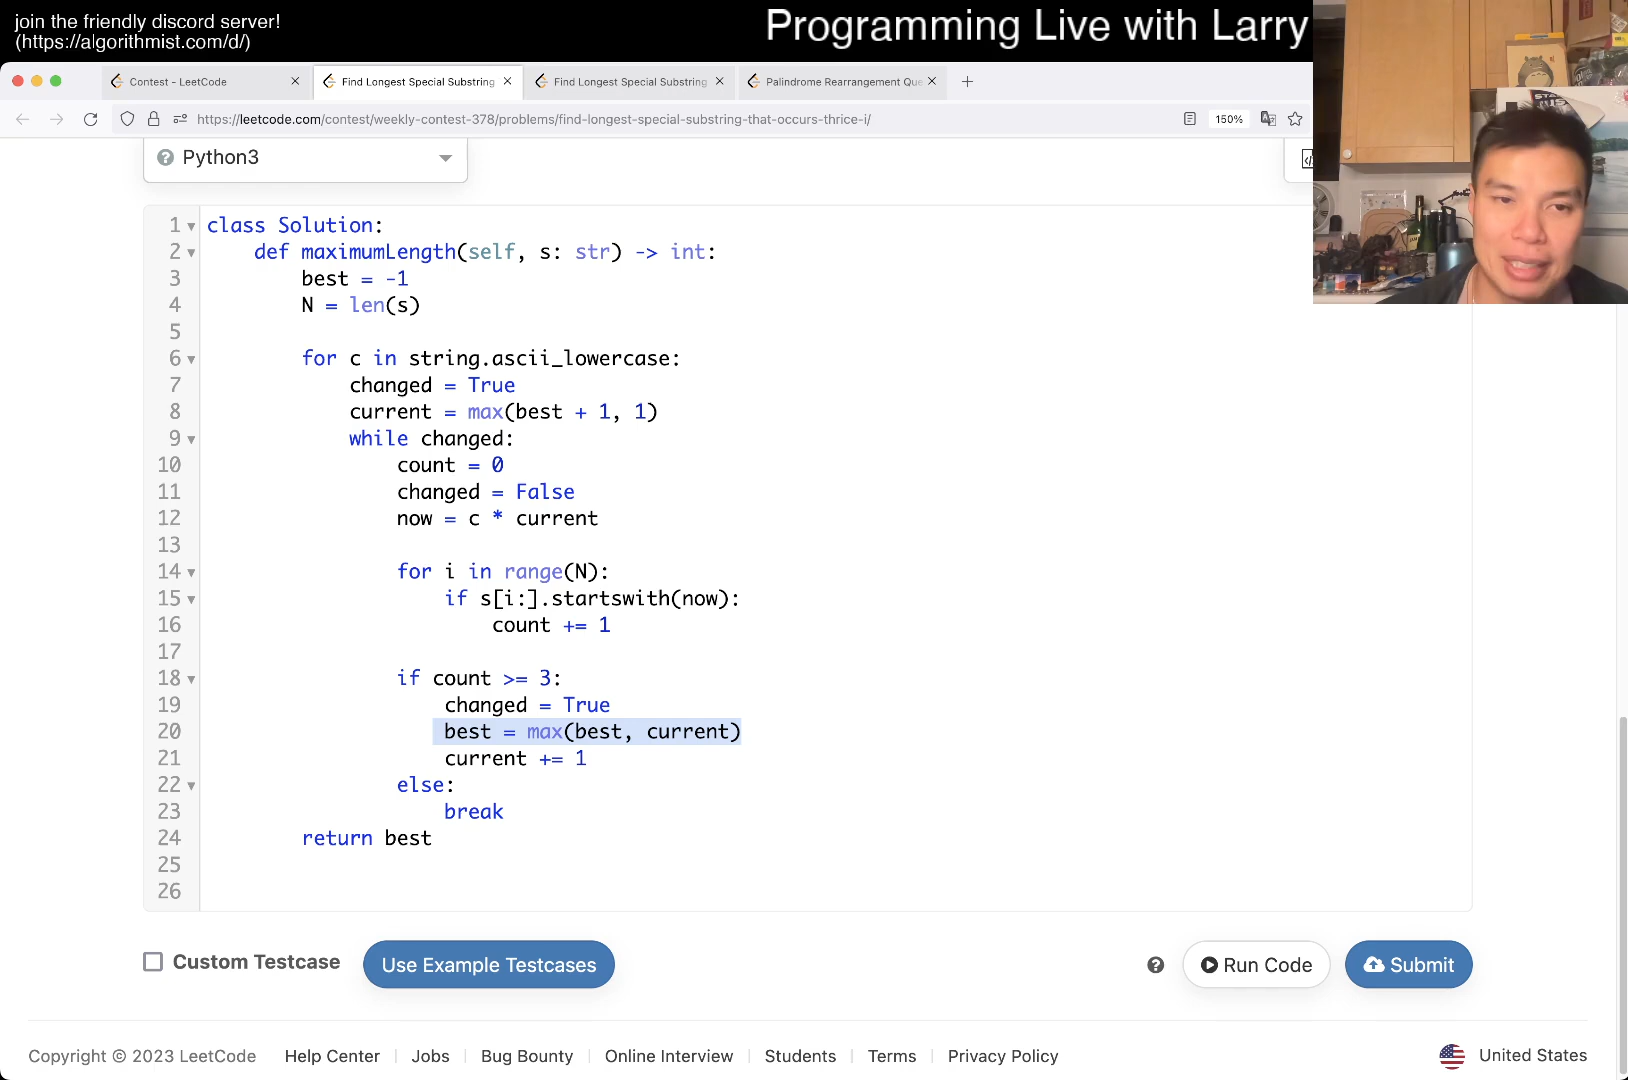 join the friendly discord server!
(https://algorithmist.com/d/)
Programming Live with Larry
Contest - LeetCode
Find Longest Special Substring
Find Longest Special Substring
Palindrome Rearrangement Que
https://leetcode.com/contest/weekly-contest-378/problems/find-longest-special-substring-that-occurs-thrice-i/
150%
Python3
1 class Solution:
2     def maximumLength(self, s: str) -> int:
3         best = -1
4         N = len(s)
5
6         for c in string.ascii_lowercase:
7             changed = True
8             current = max(best + 1, 1)
9             while changed:
10                 count = 0
11                 changed = False
12                 now = c * current
13
14                 for i in range(N):
15                     if s[i:].startswith(now):
16                         count += 1
17
18                 if count >= 3:
19                     changed = True
20                     best = max(best, current)
21                     current += 1
22                 else:
23                     break
24         return best
25
26
Custom Testcase
Use Example Testcases
Run Code
Submit
Copyright © 2023 LeetCode
Help Center
Jobs
Bug Bounty
Online Interview
Students
Terms
Privacy Policy
United States